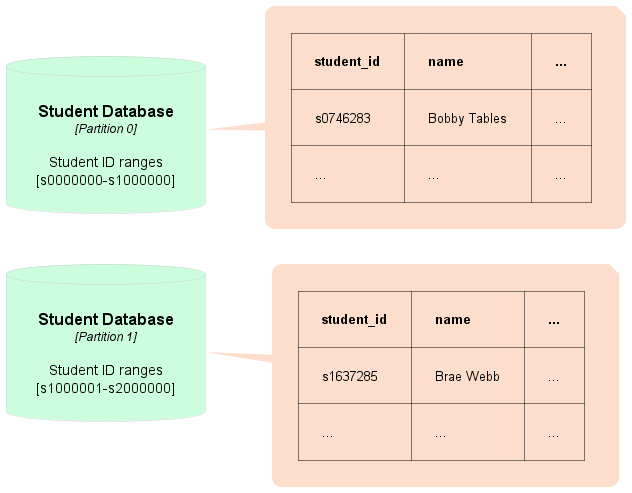 Student Database
[Partition 0]
Student ID ranges
[s0000000-s1000000]
student_id name ...
s0746283 Bobby Tables ...
... ... ...
Student Database
[Partition 1]
Student ID ranges
[s1000001-s2000000]
student_id name ...
s1637285 Brae Webb ...
... ... ...